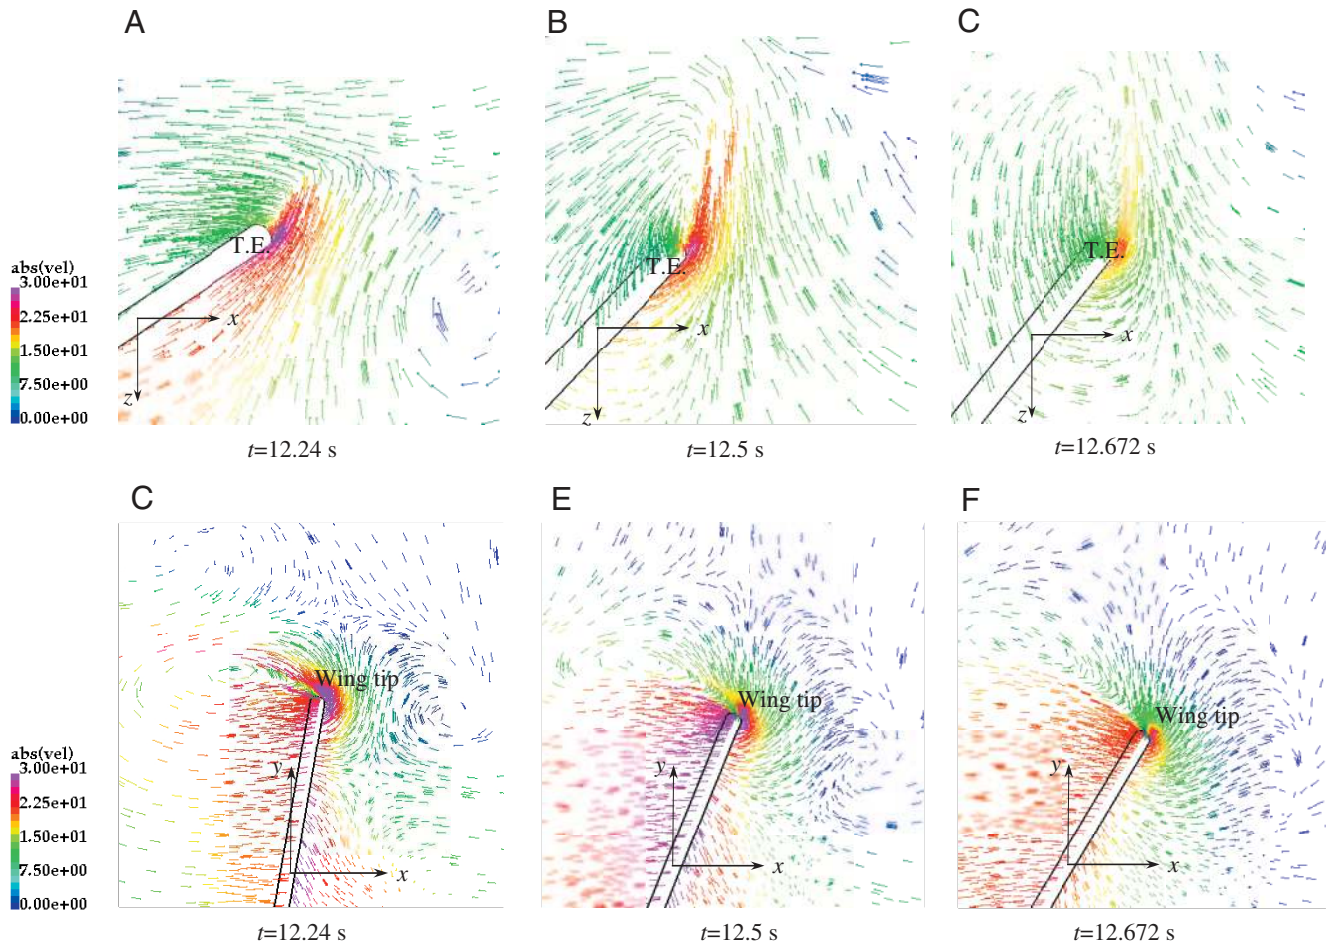 A
B
C
T.E.
T.E.
T.E.
abs(vel)
3.00e+01
2.25e+01
1.50e+01
7.50e+00
0.00e+00
x
z
x
z
x
z
t=12.24 s
t=12.5 s
t=12.672 s
C
E
F
Wing tip
Wing tip
Wing tip
abs(vel)
3.00e+01
2.25e+01
1.50e+01
7.50e+00
0.00e+00
y
x
y
x
y
x
t=12.24 s
t=12.5 s
t=12.672 s